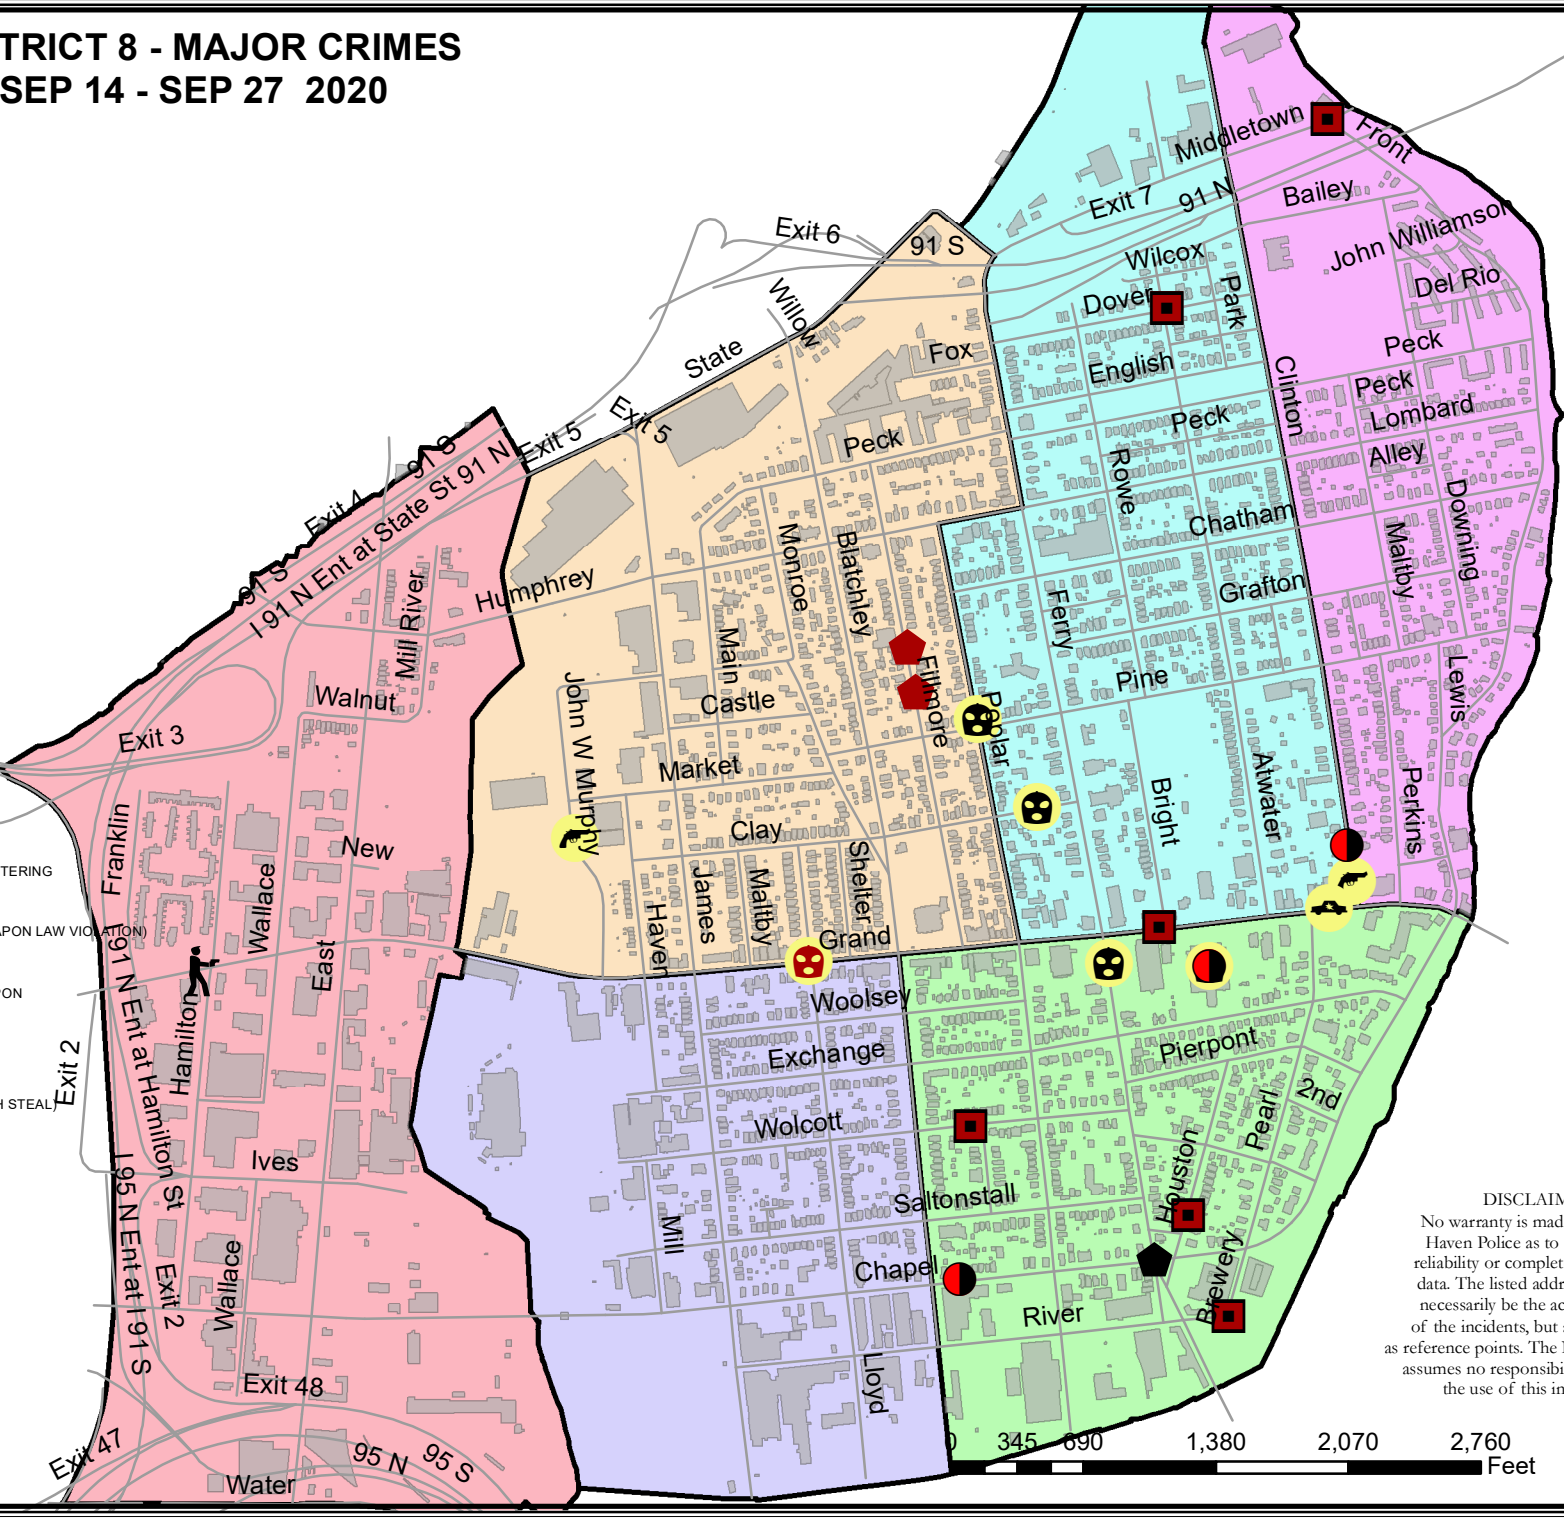 TRICT 8 - MAJOR CRIMES
SEP 14 - SEP 27  2020
Middletown
Front
Exit 7
91 N
Bailey
John Williamson
Exit 6
91 S
Wilcox
Del Rio
Willow
Dover
Park
State
Fox
English
Peck
Clinton
Peck
Exit 5
Exit 5
Peck
Peck
Lombard
91 S
I 91 N Ent at State St 91 N
Rowe
Alley
Exit 4
Downing
Chatham
Monroe
Blatchley
Maltby
91 S
Humphrey
Grafton
Mill River
Ferry
Main
Fillmore
Pine
Lewis
John W Murphy
Castle
Poplar
Walnut
Exit 3
Market
Bright
Atwater
Perkins
Franklin
New
Clay
TERING
Wallace
James
Maltby
Shelter
Haven
APON LAW VIOLATION)
East
Grand
PON
I 91 N Ent at Hamilton St
Hamilton
Woolsey
Exit 2
Exchange
Pierpont
H STEAL)
2nd
Pearl
Wolcott
Houston
Ives
I 95 N Ent at I 91 S
Saltonstall
Mill
Exit 2
Wallace
Chapel
Brewery
River
Lloyd
Exit 48
Exit 47
95 N
95 S
Water
DISCLAIM
No warranty is mad
Haven Police as to
reliability or complet
data. The listed addr
necessarily be the ac
of the incidents, but
as reference points. The
assumes no responsibi
the use of this in
0 345 690 1,380 2,070 2,760
Feet